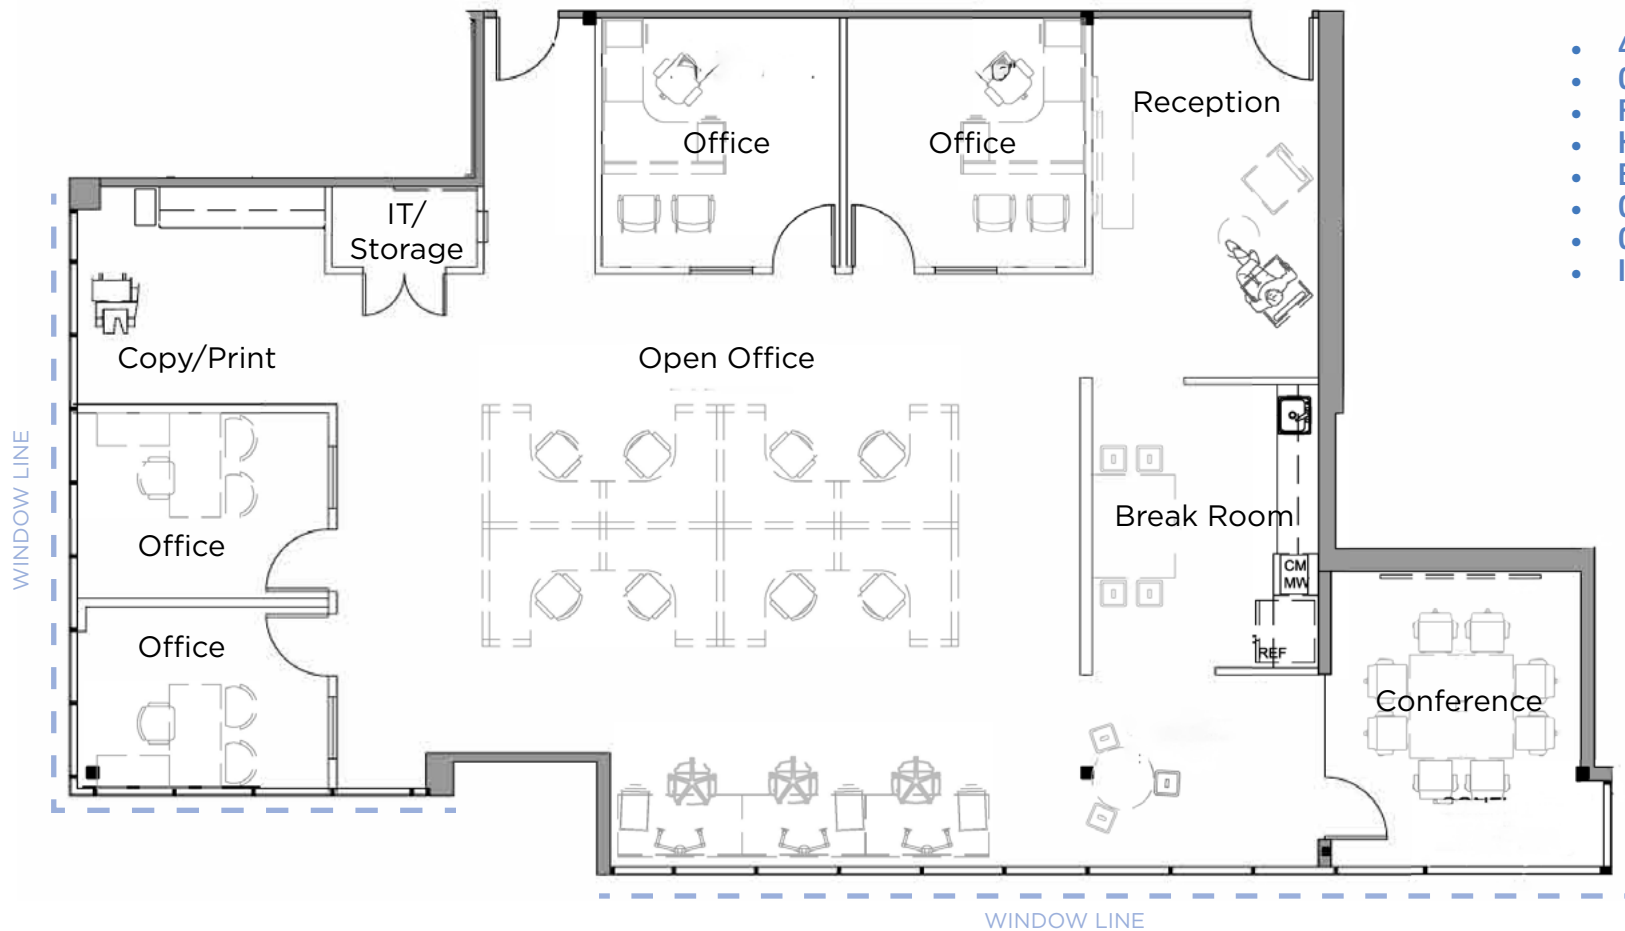 Reception
Office
Office
IT/
Storage
Copy/Print
Open Office
Break Room
CM
MW
REF
Office
Office
Conference
WINDOW LINE
WINDOW LINE